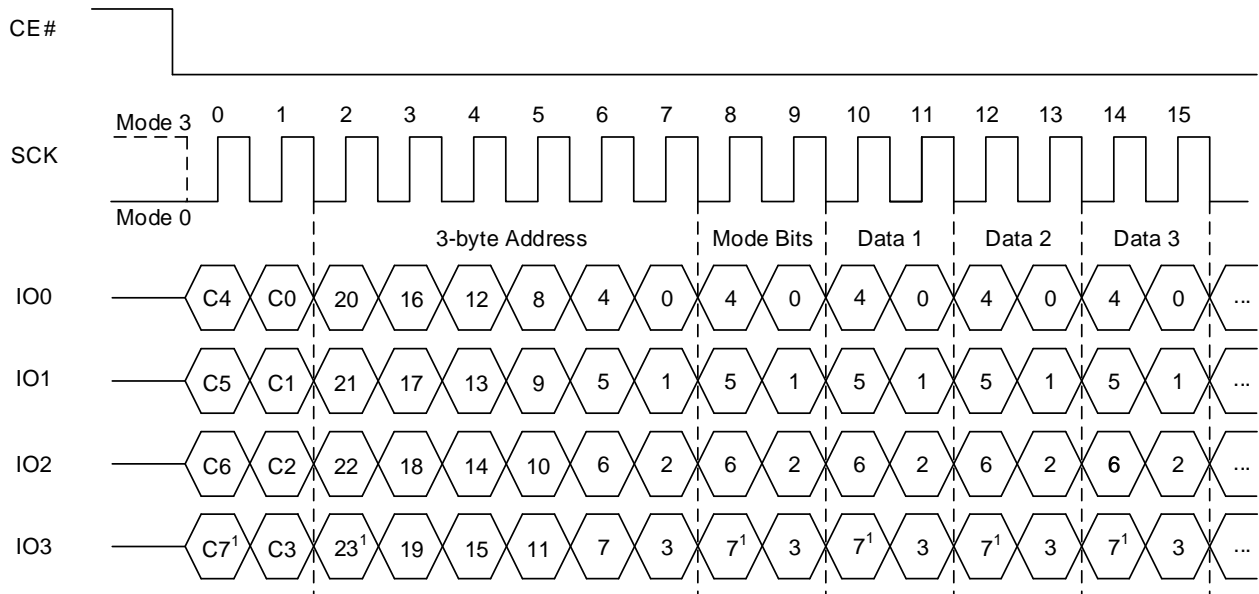 CE#
0 1 2 3 4 5 6 7 8 9 10 11 12 13 14 15
Mode 3
SCK
Mode 0
3-byte Address Mode Bits Data 1 Data 2 Data 3
IO0 C4 C0 20 16 12 8 4 0 4 0 4 0 4 0 4 0 ...
IO1 C5 C1 21 17 13 9 5 1 5 1 5 1 5 1 5 1 ...
IO2 C6 C2 22 18 14 10 6 2 6 2 6 2 6 2 6 2 ...
IO3 C7¹ C3 23¹ 19 15 11 7 3 7¹ 3 7¹ 3 7¹ 3 7¹ 3 ...